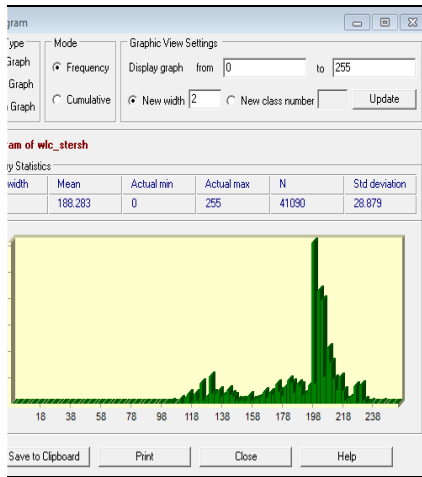 gram
ype Mode Graphic View Settings
Graph Frequency Display graph from 0 to 255
Graph
Graph Cumulative New width 2 New class number Update
am of wlc_stersh
y Statistics
width Mean Actual min Actual max N Std deviation
188.283 0 255 41090 28.879
18 38 58 78 98 118 138 158 178 198 218 238
Save to Clipboard Print Close Help